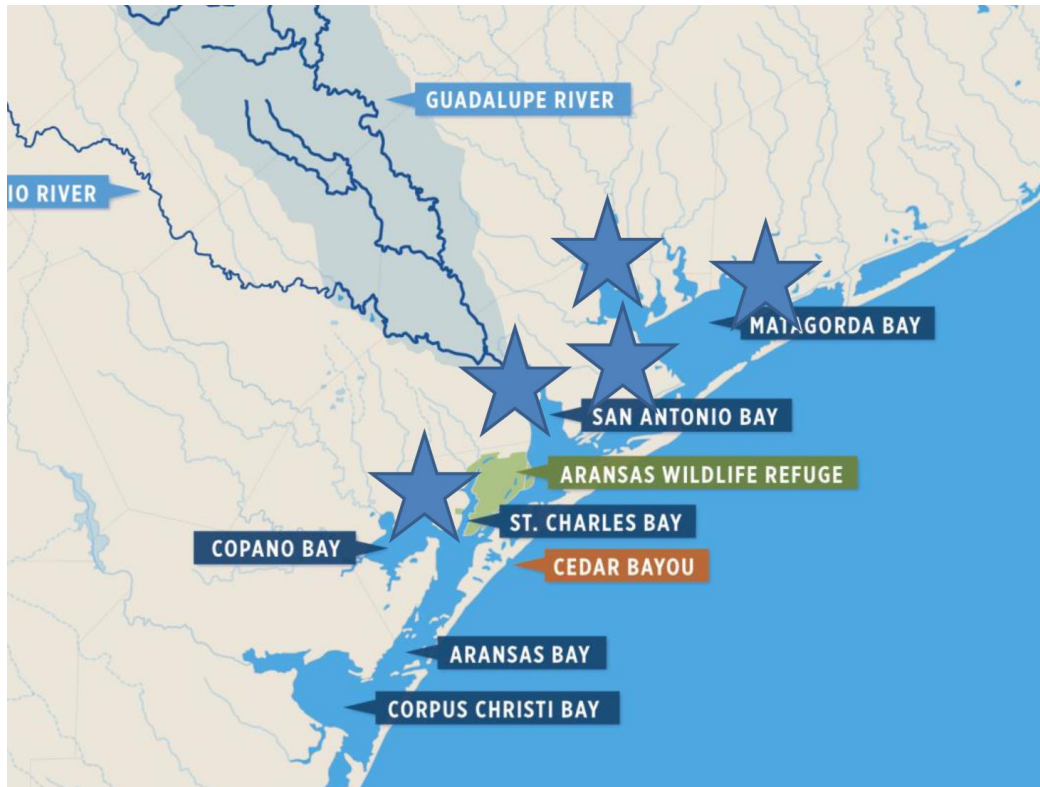 GUADALUPE RIVER
IO RIVER
MATAGORDA BAY
SAN ANTONIO BAY
ARANSAS WILDLIFE REFUGE
ST. CHARLES BAY
COPANO BAY
CEDAR BAYOU
ARANSAS BAY
CORPUS CHRISTI BAY